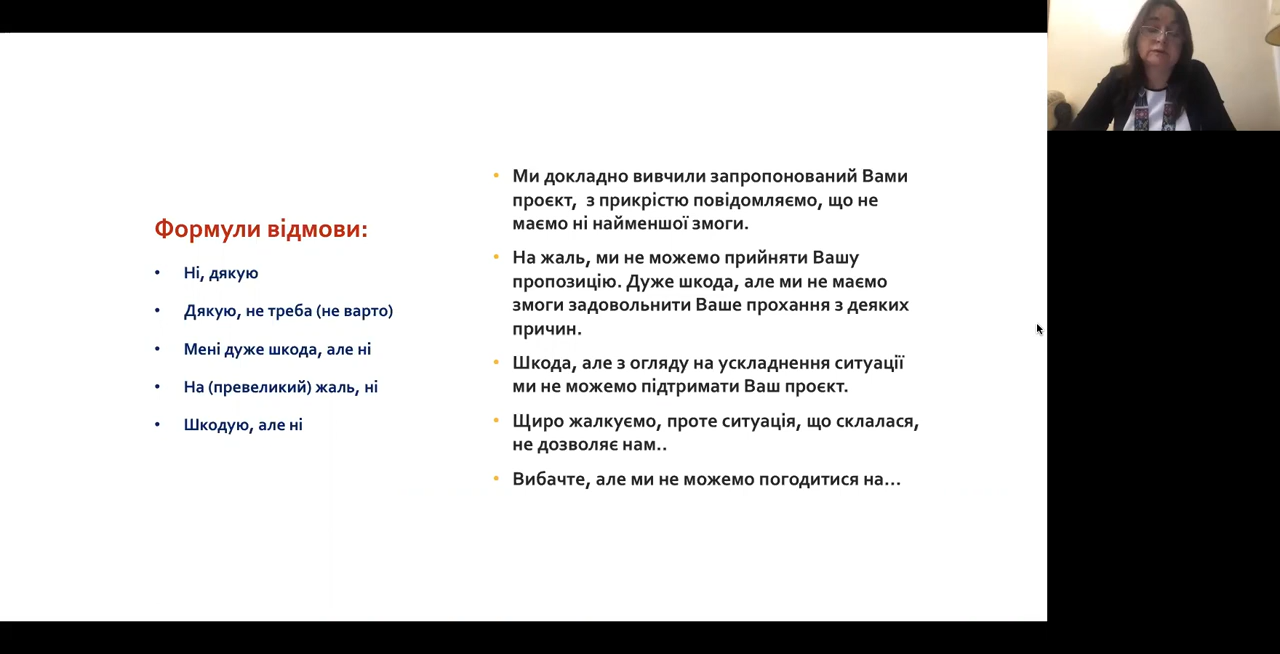 Формули відмови:
• Ні, дякую
• Дякую, не треба (не варто)
• Мені дуже шкода, але ні
• На (превеликий) жаль, ні
• Шкодую, але ні
• Ми докладно вивчили запропонований Вами
проєкт,  з прикрістю повідомляємо, що не
маємо ні найменшої змоги.
• На жаль, ми не можемо прийняти Вашу
пропозицію. Дуже шкода, але ми не маємо
змоги задовольнити Ваше прохання з деяких
причин.
• Шкода, але з огляду на ускладнення ситуації
ми не можемо підтримати Ваш проєкт.
• Щиро жалкуємо, проте ситуація, що склалася,
не дозволяє нам..
• Вибачте, але ми не можемо погодитися на...